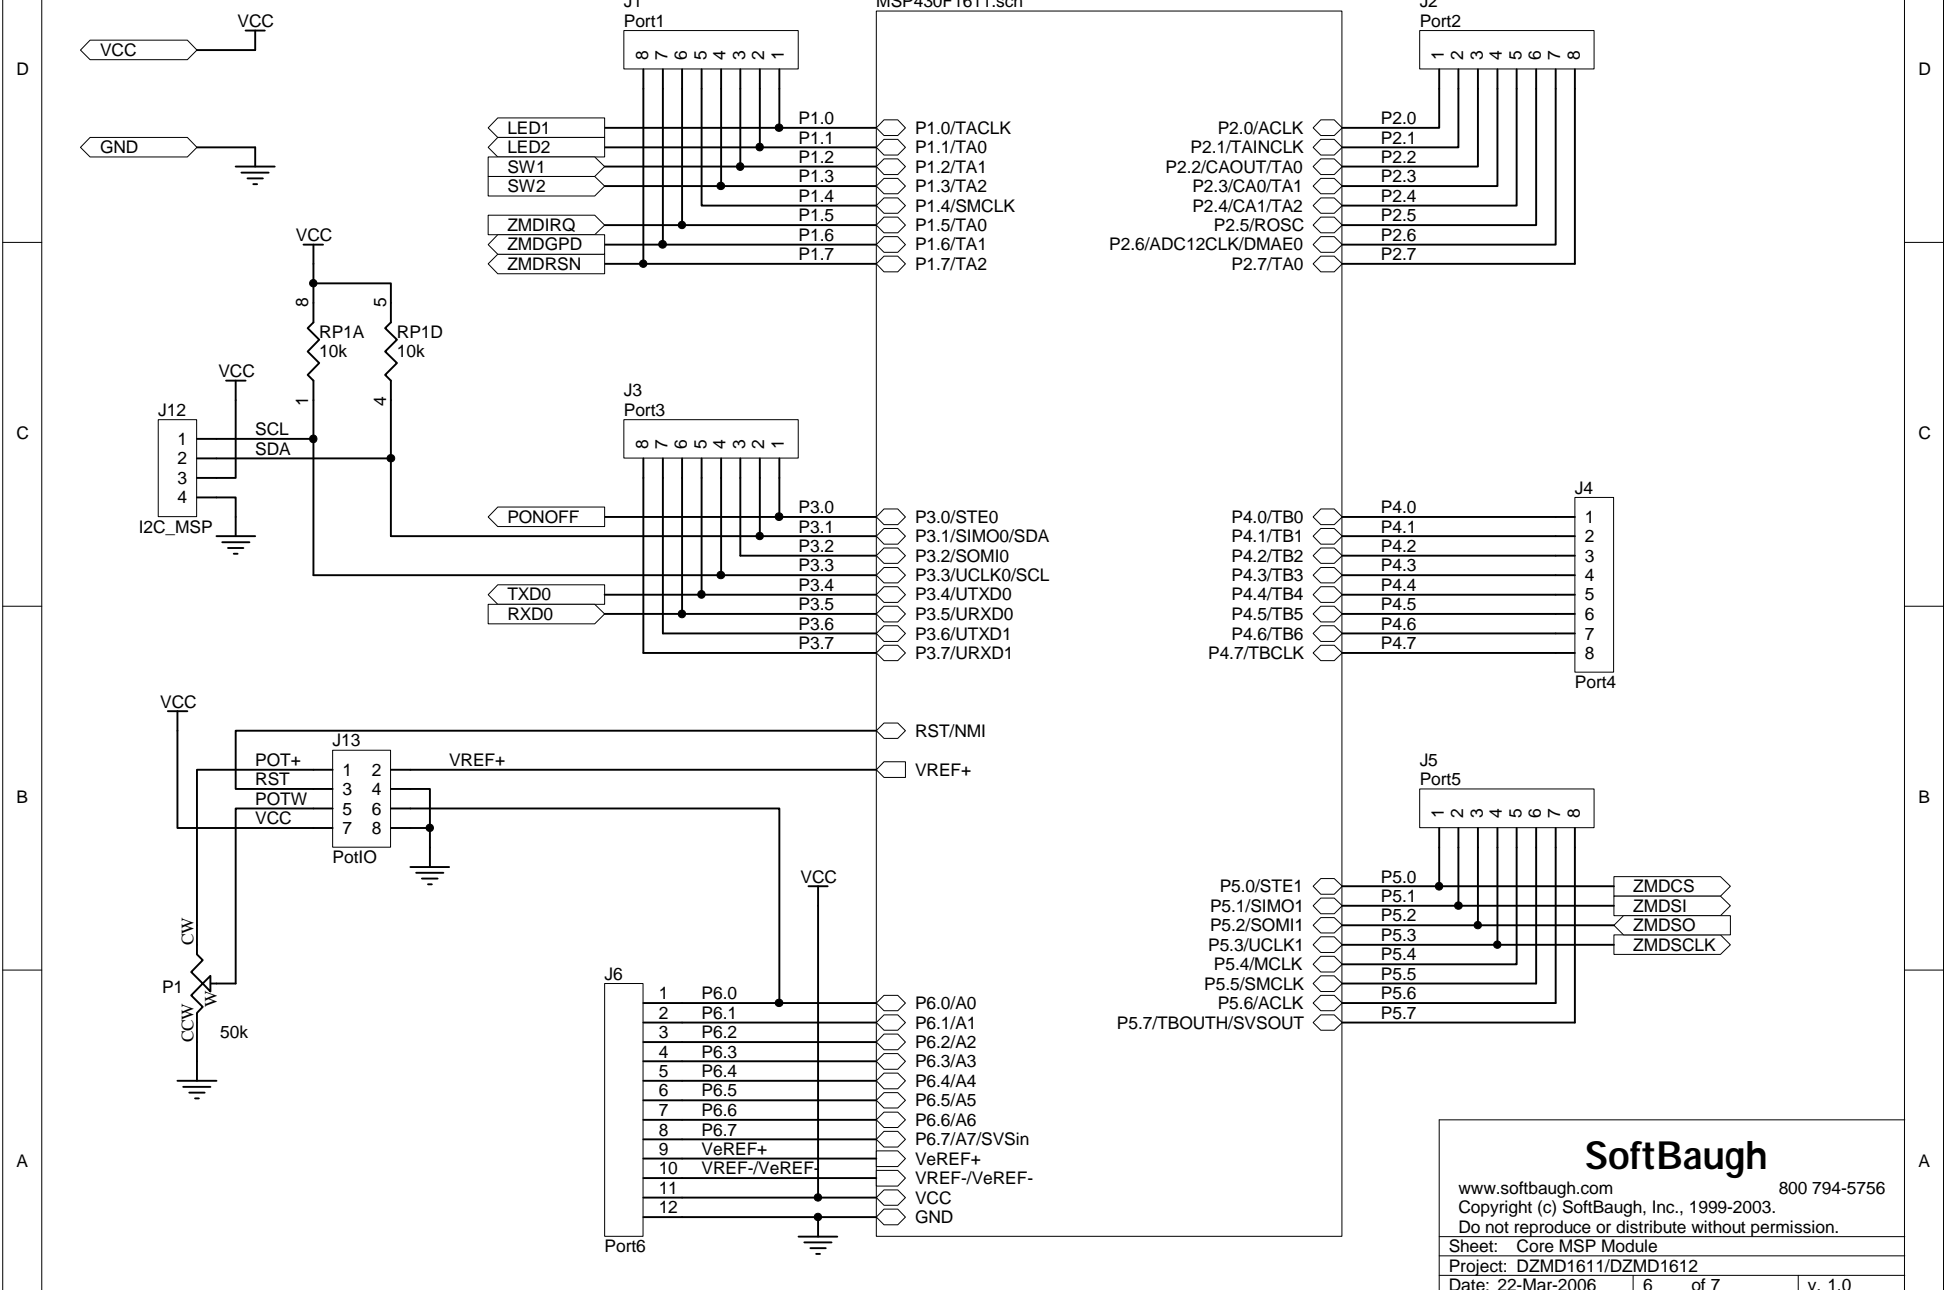 J1
Port1
8 7 6 5 4 3 2 1
MSP430F1611.sch
J2
Port2
1 2 3 4 5 6 7 8
D
D
VCC
VCC
GND
LED1
LED2
SW1
SW2
ZMDIRQ
ZMDGPD
ZMDRSN
P1.0
P1.1
P1.2
P1.3
P1.4
P1.5
P1.6
P1.7
P1.0/TACLK
P1.1/TA0
P1.2/TA1
P1.3/TA2
P1.4/SMCLK
P1.5/TA0
P1.6/TA1
P1.7/TA2
P2.0/ACLK
P2.1/TAINCLK
P2.2/CAOUT/TA0
P2.3/CA0/TA1
P2.4/CA1/TA2
P2.5/ROSC
P2.6/ADC12CLK/DMAE0
P2.7/TA0
P2.0
P2.1
P2.2
P2.3
P2.4
P2.5
P2.6
P2.7
VCC
8
5
RP1A
10k
RP1D
10k
1
4
VCC
J12
1
2
3
4
SCL
SDA
I2C_MSP
C
C
J3
Port3
8 7 6 5 4 3 2 1
PONOFF
TXD0
RXD0
P3.0
P3.1
P3.2
P3.3
P3.4
P3.5
P3.6
P3.7
P3.0/STE0
P3.1/SIMO0/SDA
P3.2/SOMI0
P3.3/UCLK0/SCL
P3.4/UTXD0
P3.5/URXD0
P3.6/UTXD1
P3.7/URXD1
P4.0/TB0
P4.1/TB1
P4.2/TB2
P4.3/TB3
P4.4/TB4
P4.5/TB5
P4.6/TB6
P4.7/TBCLK
P4.0
P4.1
P4.2
P4.3
P4.4
P4.5
P4.6
P4.7
J4
1
2
3
4
5
6
7
8
Port4
VCC
RST/NMI
VREF+
VREF+
J13
POT+
RST
POTW
VCC
1 2
3 4
5 6
7 8
PotIO
B
B
CW
P1
W
CCW
50k
J5
Port5
1 2 3 4 5 6 7 8
P5.0/STE1
P5.1/SIMO1
P5.2/SOMI1
P5.3/UCLK1
P5.4/MCLK
P5.5/SMCLK
P5.6/ACLK
P5.7/TBOUTH/SVSOUT
P5.0
P5.1
P5.2
P5.3
P5.4
P5.5
P5.6
P5.7
ZMDCS
ZMDSI
ZMDSO
ZMDSCLK
VCC
J6
1 P6.0
2 P6.1
3 P6.2
4 P6.3
5 P6.4
6 P6.5
7 P6.6
8 P6.7
9 VeREF+
10 VREF-/VeREF-
11
12
Port6
P6.0/A0
P6.1/A1
P6.2/A2
P6.3/A3
P6.4/A4
P6.5/A5
P6.6/A6
P6.7/A7/SVSin
VeREF+
VREF-/VeREF-
VCC
GND
A
A
SoftBaugh
www.softbaugh.com 800 794-5756
Copyright (c) SoftBaugh, Inc., 1999-2003.
Do not reproduce or distribute without permission.
Sheet: Core MSP Module
Project: DZMD1611/DZMD1612
Date: 22-Mar-2006 6 of 7 v. 1.0